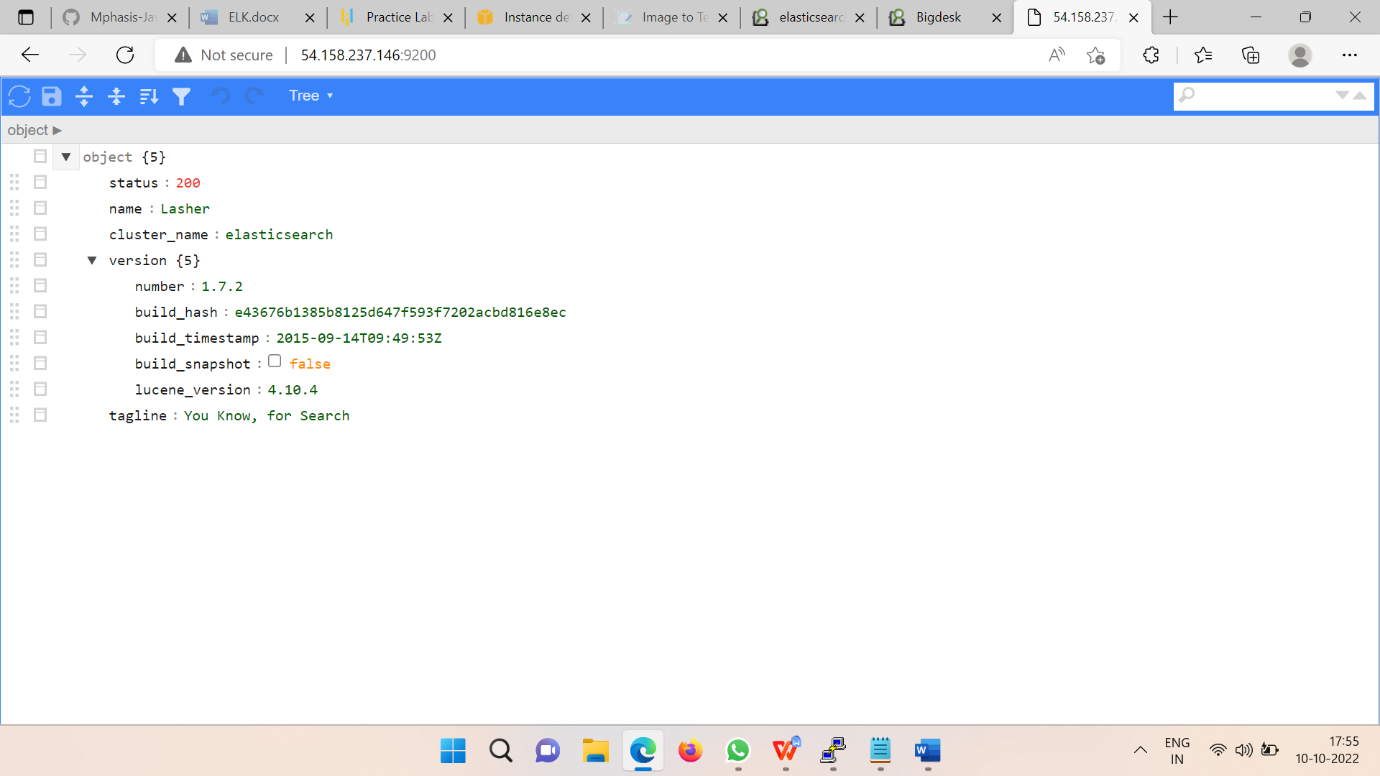 Mphasis-Jav
ELK.docx
Practice Lab
Instance de
Image to Te
elasticsearc
Bigdesk
54.158.237.
Not secure
54.158.237.146:9200
Tree
object
object {5}
status : 200
name : Lasher
cluster_name : elasticsearch
version {5}
number : 1.7.2
build_hash : e43676b1385b8125d647f593f7202acbd816e8ec
build_timestamp : 2015-09-14T09:49:53Z
build_snapshot : false
lucene_version : 4.10.4
tagline : You Know, for Search
ENG
IN
17:55
10-10-2022